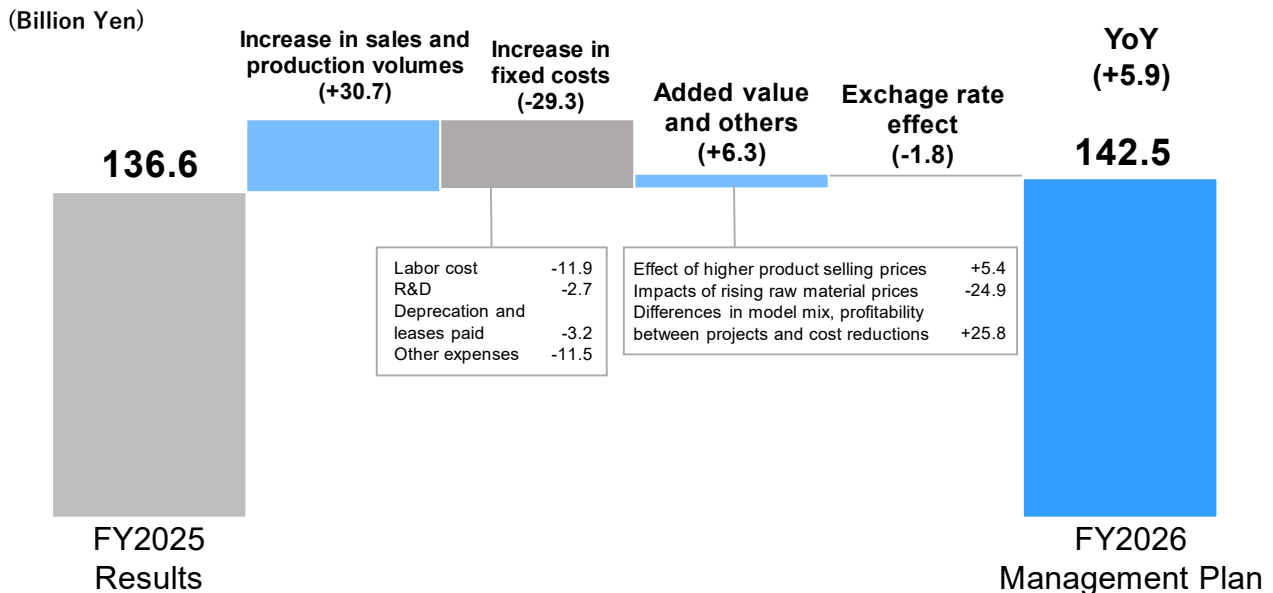 (Billion Yen)
Increase in sales and
production volumes
(+30.7)
Increase in
fixed costs
(-29.3)
Added value
and others
(+6.3)
Exchage rate
effect
(-1.8)
YoY
(+5.9)
136.6
142.5
Labor cost -11.9
R&D -2.7
Deprecation and
leases paid -3.2
Other expenses -11.5
Effect of higher product selling prices +5.4
Impacts of rising raw material prices -24.9
Differences in model mix, profitability
between projects and cost reductions +25.8
FY2025
Results
FY2026
Management Plan